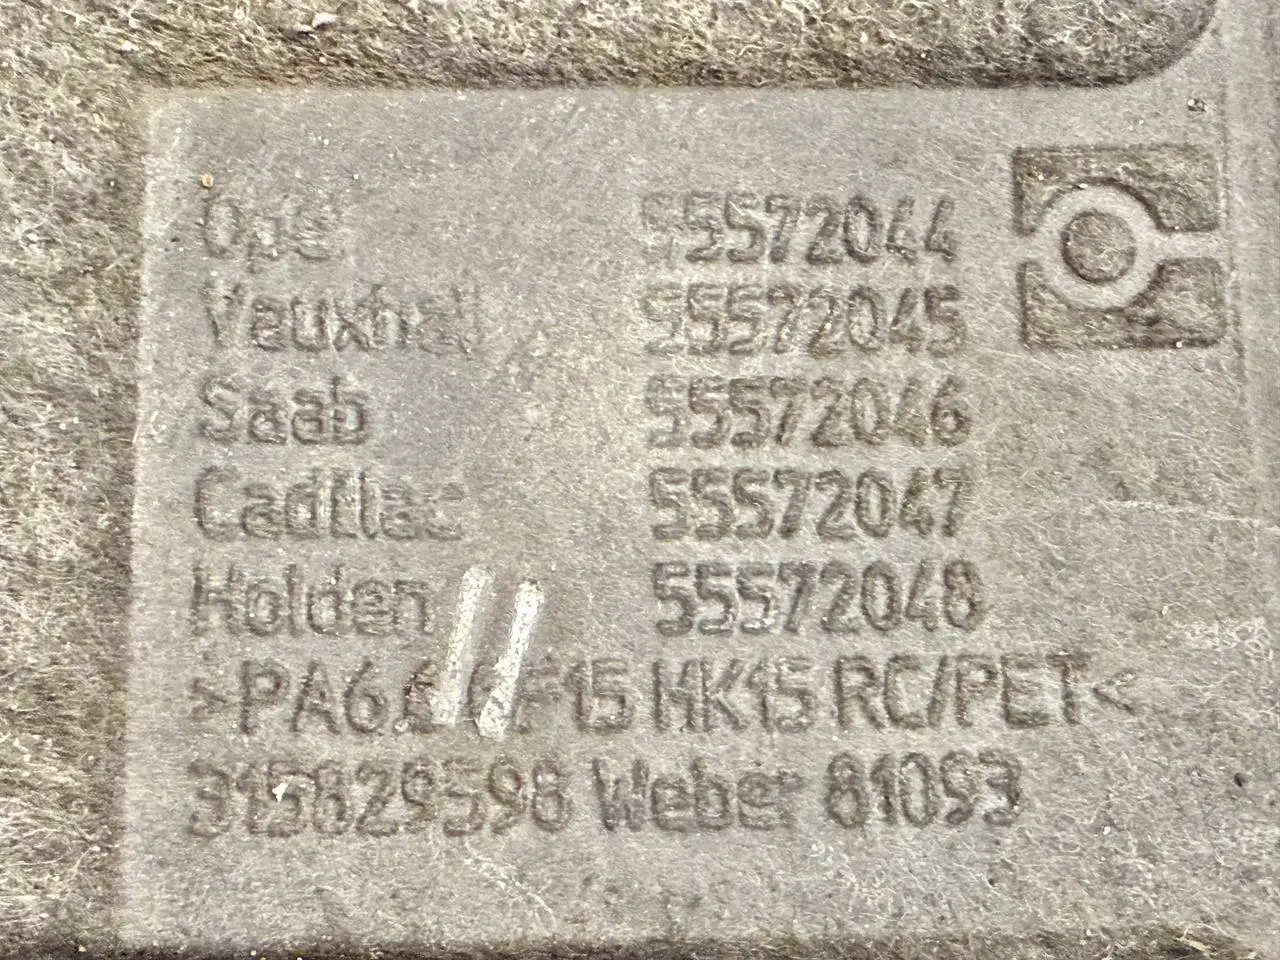 Opel 55572044
Vauxhall 55572045
Saab 55572046
Cadillac 55572047
Holden 55572048
>PA6.6 GF15 MK15 RC/PET<
315829598 Weber 81093